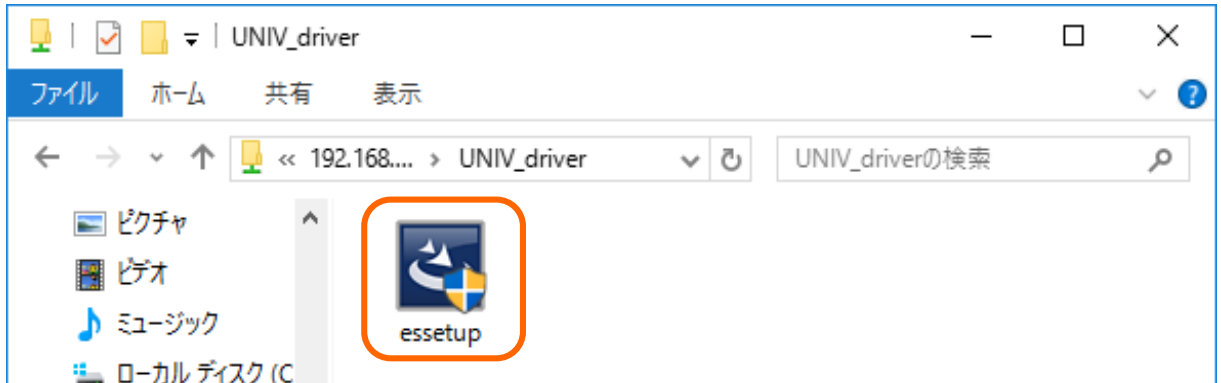 UNIV_driver
ファイル ホーム 共有 表示
« 192.168.... › UNIV_driver UNIV_driverの検索
ピクチャ
ビデオ
ミュージック
essetup
ローカル ディスク (C